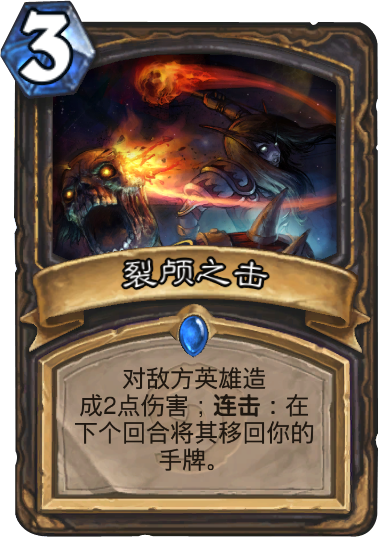 3
裂颅之击
对敌方英雄造
成2点伤害；连击：在
下个回合将其移回你的
手牌。